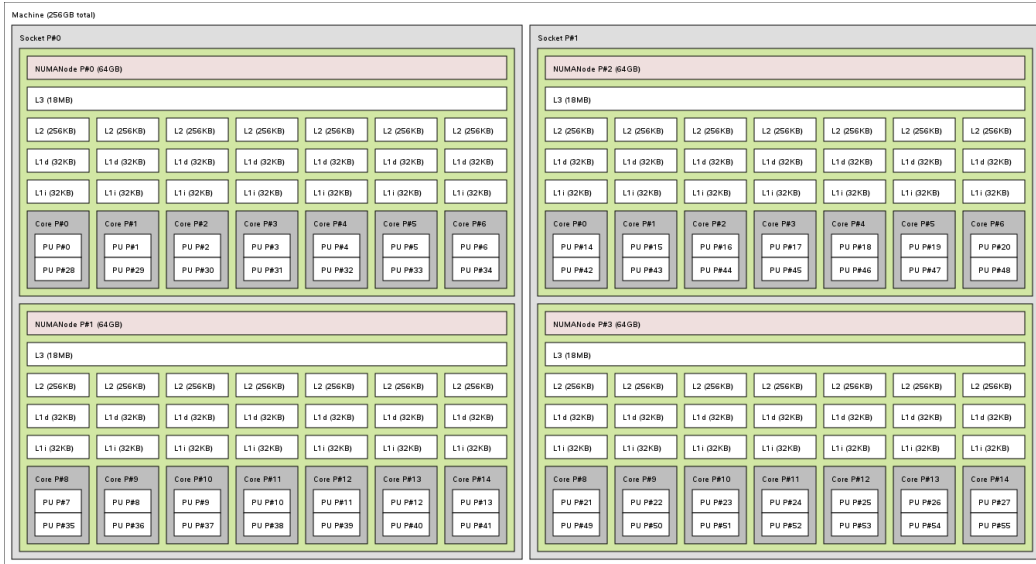 Machine (256GB total)
Socket P#0
NUMANode P#0 (64GB)
L3 (18MB)
L2 (256KB) L2 (256KB) L2 (256KB) L2 (256KB) L2 (256KB) L2 (256KB) L2 (256KB)
L1d (32KB) L1d (32KB) L1d (32KB) L1d (32KB) L1d (32KB) L1d (32KB) L1d (32KB)
L1i (32KB) L1i (32KB) L1i (32KB) L1i (32KB) L1i (32KB) L1i (32KB) L1i (32KB)
Core P#0 Core P#1 Core P#2 Core P#3 Core P#4 Core P#5 Core P#6
PU P#0 PU P#1 PU P#2 PU P#3 PU P#4 PU P#5 PU P#6
PU P#28 PU P#29 PU P#30 PU P#31 PU P#32 PU P#33 PU P#34
NUMANode P#1 (64GB)
L3 (18MB)
L2 (256KB) L2 (256KB) L2 (256KB) L2 (256KB) L2 (256KB) L2 (256KB) L2 (256KB)
L1d (32KB) L1d (32KB) L1d (32KB) L1d (32KB) L1d (32KB) L1d (32KB) L1d (32KB)
L1i (32KB) L1i (32KB) L1i (32KB) L1i (32KB) L1i (32KB) L1i (32KB) L1i (32KB)
Core P#8 Core P#9 Core P#10 Core P#11 Core P#12 Core P#13 Core P#14
PU P#7 PU P#8 PU P#9 PU P#10 PU P#11 PU P#12 PU P#13
PU P#35 PU P#36 PU P#37 PU P#38 PU P#39 PU P#40 PU P#41
Socket P#1
NUMANode P#2 (64GB)
L3 (18MB)
L2 (256KB) L2 (256KB) L2 (256KB) L2 (256KB) L2 (256KB) L2 (256KB) L2 (256KB)
L1d (32KB) L1d (32KB) L1d (32KB) L1d (32KB) L1d (32KB) L1d (32KB) L1d (32KB)
L1i (32KB) L1i (32KB) L1i (32KB) L1i (32KB) L1i (32KB) L1i (32KB) L1i (32KB)
Core P#0 Core P#1 Core P#2 Core P#3 Core P#4 Core P#5 Core P#6
PU P#14 PU P#15 PU P#16 PU P#17 PU P#18 PU P#19 PU P#20
PU P#42 PU P#43 PU P#44 PU P#45 PU P#46 PU P#47 PU P#48
NUMANode P#3 (64GB)
L3 (18MB)
L2 (256KB) L2 (256KB) L2 (256KB) L2 (256KB) L2 (256KB) L2 (256KB) L2 (256KB)
L1d (32KB) L1d (32KB) L1d (32KB) L1d (32KB) L1d (32KB) L1d (32KB) L1d (32KB)
L1i (32KB) L1i (32KB) L1i (32KB) L1i (32KB) L1i (32KB) L1i (32KB) L1i (32KB)
Core P#8 Core P#9 Core P#10 Core P#11 Core P#12 Core P#13 Core P#14
PU P#21 PU P#22 PU P#23 PU P#24 PU P#25 PU P#26 PU P#27
PU P#49 PU P#50 PU P#51 PU P#52 PU P#53 PU P#54 PU P#55